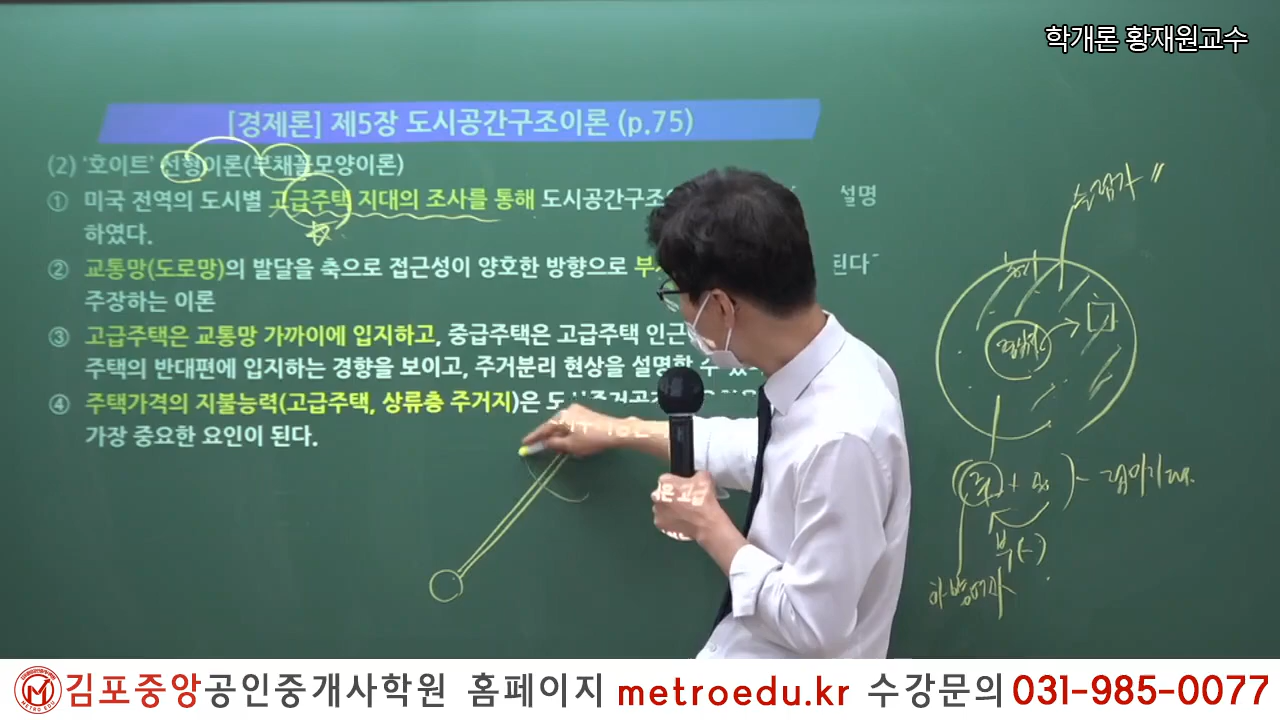 학개론 황재원교수
[경제론] 제5장 도시공간구조이론 (p.75)
(2) '호이트' 선형이론(부채꼴모양이론)
① 미국 전역의 도시별 고급주택 지대의 조사를 통해 도시공간구조 설명
하였다.
② 교통망(도로망)의 발달을 축으로 접근성이 양호한 방향으로 된다
주장하는 이론
③ 고급주택은 교통망 가까이에 입지하고, 중급주택은 고급주택 인근
주택의 반대편에 입지하는 경향을 보이고, 주거분리 현상을 설명할 수
④ 주택가격의 지불능력(고급주택, 상류층 주거지)은
가장 중요한 요인이 된다.
METRO EDU
김포중앙공인중개사학원 홈페이지 metroedu.kr 수강문의 031-985-0077